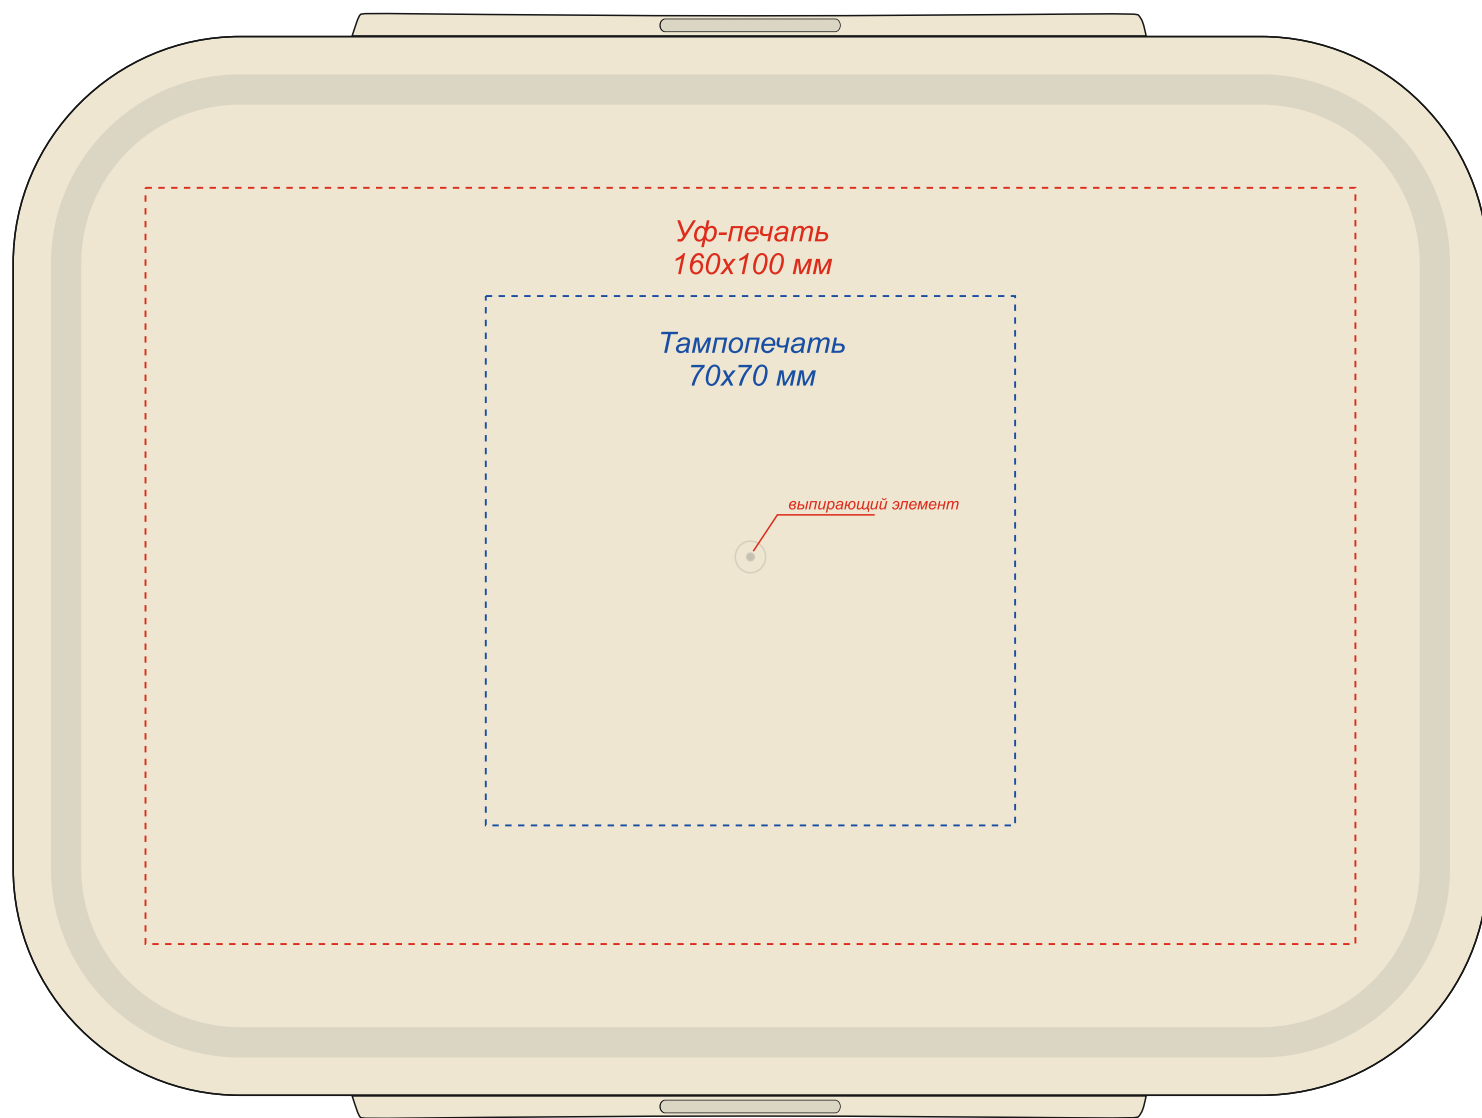 Уф-печать
160х100 мм
Тампопечать
70х70 мм
выпирающий элемент